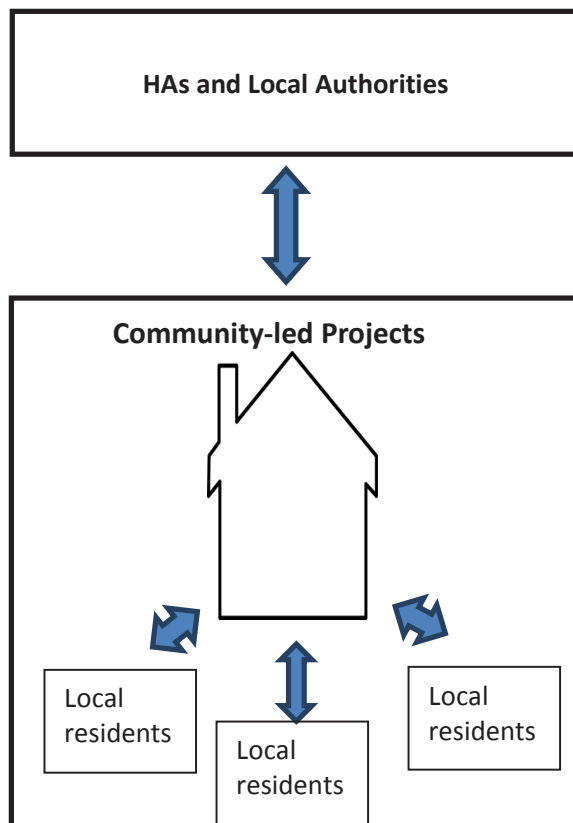 HAs and Local Authorities
Community-led Projects
Local
residents
Local
residents
Local
residents